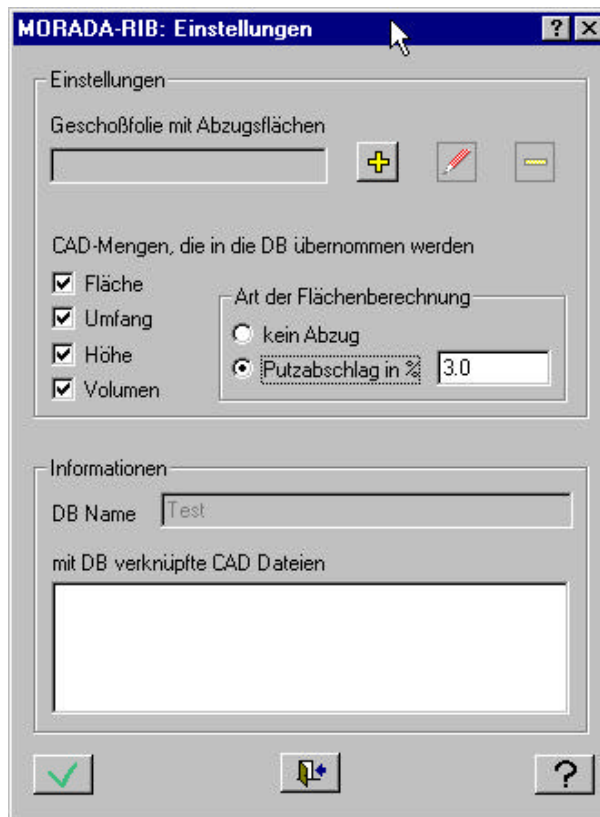 MORADA-RIB: Einstellungen
Einstellungen
Geschoßfolie mit Abzugsflächen
CAD-Mengen, die in die DB übernommen werden
Fläche
Umfang
Höhe
Volumen
Art der Flächenberechnung
kein Abzug
Putzabschlag in % 3.0
Informationen
DB Name Test
mit DB verknüpfte CAD Dateien